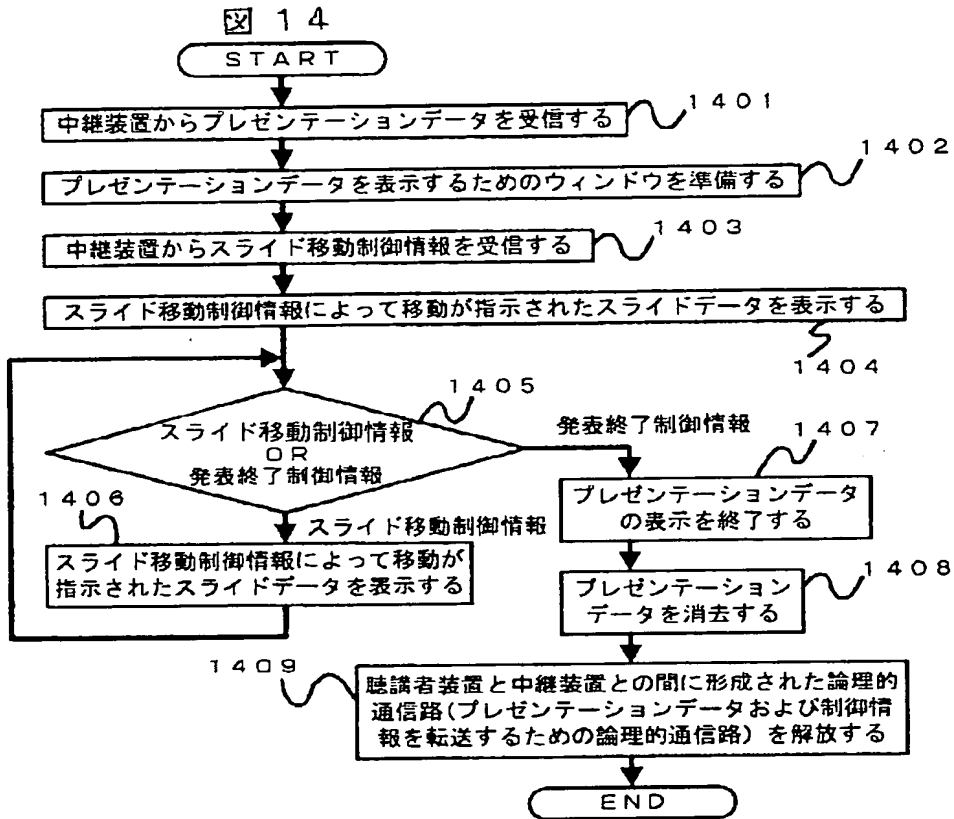 図 14
START
1401
中継装置からプレゼンテーションデータを受信する
1402
プレゼンテーションデータを表示するためのウィンドウを準備する
1403
中継装置からスライド移動制御情報を受信する
スライド移動制御情報によって移動が指示されたスライドデータを表示する
1404
1405
スライド移動制御情報
OR
発表終了制御情報
発表終了制御情報
1407
プレゼンテーションデータ
の表示を終了する
1406
スライド移動制御情報
スライド移動制御情報によって移動が
指示されたスライドデータを表示する
1408
プレゼンテーション
データを消去する
1409
聴講者装置と中継装置との間に形成された論理的
通信路(プレゼンテーションデータおよび制御情
報を転送するための論理的通信路)を解放する
END